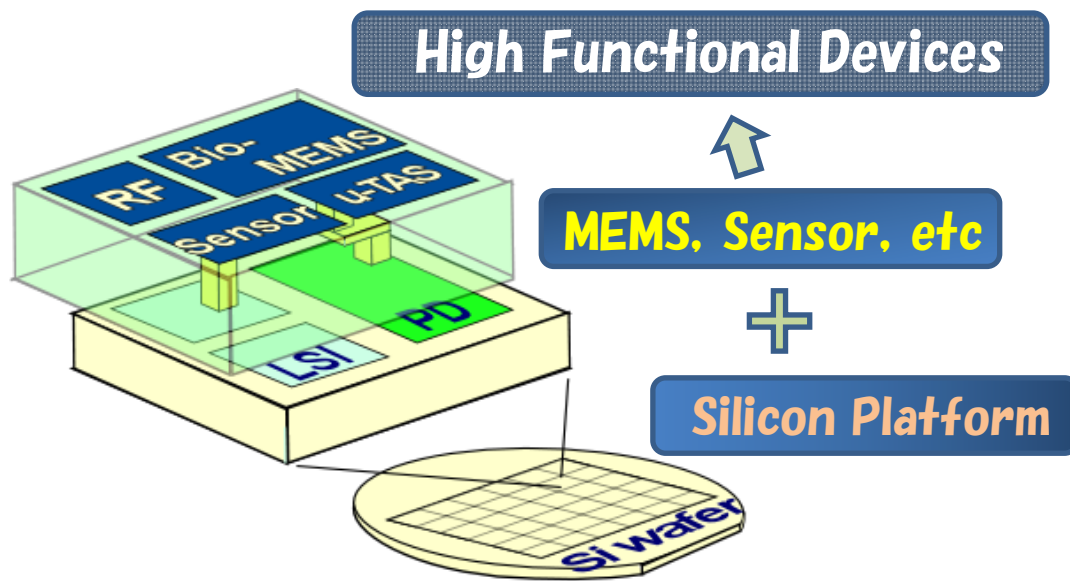 High Functional Devices
Bio-
MEMS
RF
u-TAS
Sensor
MEMS, Sensor, etc
PD
LSI
Silicon Platform
Si wafer